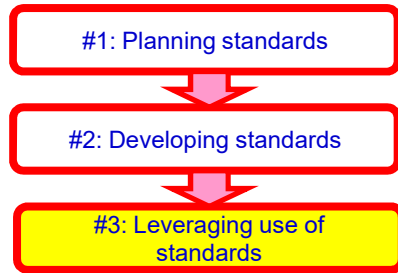 #1: Planning standards
#2: Developing standards
#3: Leveraging use of
standards